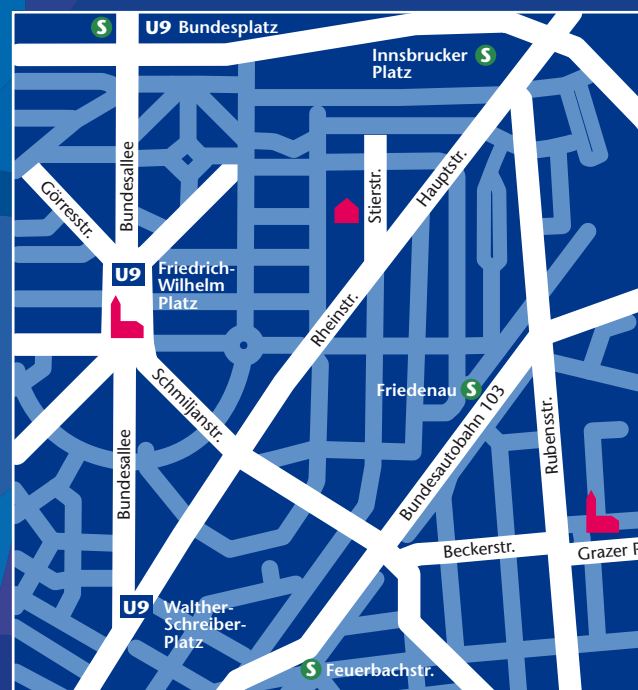 S U9 Bundesplatz
Innsbrucker S
Platz
Bundesallee
Görresstr.
Stierstr.
Hauptstr.
U9 Friedrich-
Wilhelm
Platz
Rheinstr.
Schmiljanstr.
Friedenau S
Bundesautobahn 103
Rubensstr.
Bundesallee
Beckerstr.
Grazer P
U9 Walther-
Schreiber-
Platz
S Feuerbachstr.